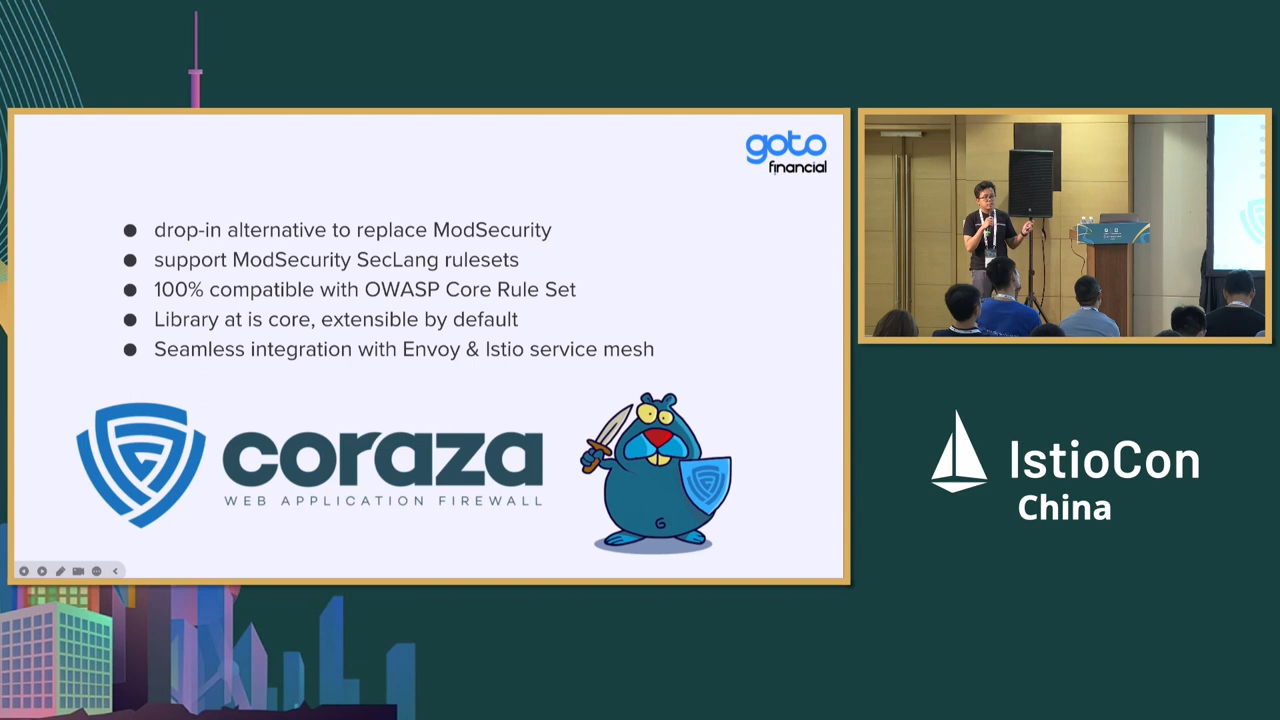 goto
financial
drop-in alternative to replace ModSecurity
support ModSecurity SecLang rulesets
100% compatible with OWASP Core Rule Set
Library at is core, extensible by default
Seamless integration with Envoy & Istio service mesh
coraza
WEB APPLICATION FIREWALL
IstioCon
China